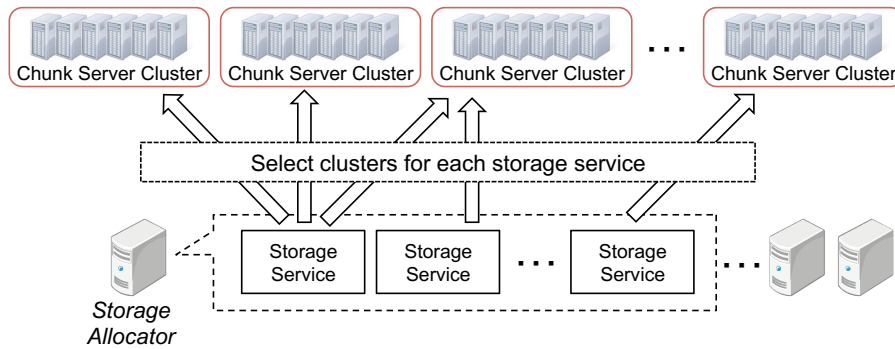 Chunk Server Cluster
Chunk Server Cluster
Chunk Server Cluster
...
Chunk Server Cluster
Select clusters for each storage service
Storage
Service
Storage
Service
...
Storage
Service
...
Storage
Allocator